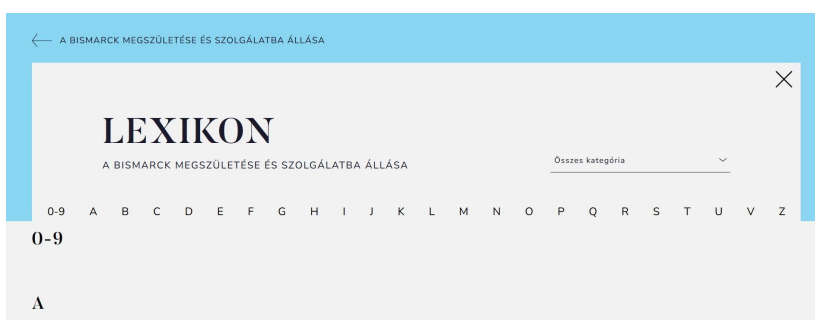 A BISMARCK MEGSZÜLETÉSE ÉS SZOLGÁLATBA ÁLLÁSA
LEXIKON
A BISMARCK MEGSZÜLETÉSE ÉS SZOLGÁLATBA ÁLLÁSA
Összes kategória
0-9 A B C D E F G H I J K L M N O P Q R S T U V Z
0-9
A